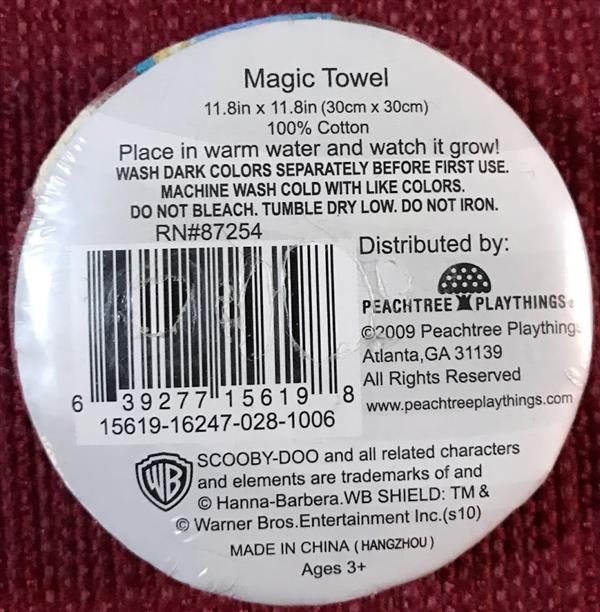 Magic Towel
11.8in x 11.8in (30cm x 30cm)
100% Cotton
Place in warm water and watch it grow!
WASH DARK COLORS SEPARATELY BEFORE FIRST USE.
MACHINE WASH COLD WITH LIKE COLORS.
DO NOT BLEACH. TUMBLE DRY LOW. DO NOT IRON.
RN#87254
6 39277 15619 8
15619-16247-028-1006
Distributed by:
PEACHTREE PLAYTHINGS
©2009 Peachtree Playthings
Atlanta,GA 31139
All Rights Reserved
www.peachtreeplaythings.com
WB
SCOOBY-DOO and all related characters
and elements are trademarks of and
© Hanna-Barbera.WB SHIELD: TM &
© Warner Bros.Entertainment Inc.(s10)
MADE IN CHINA (HANGZHOU)
Ages 3+